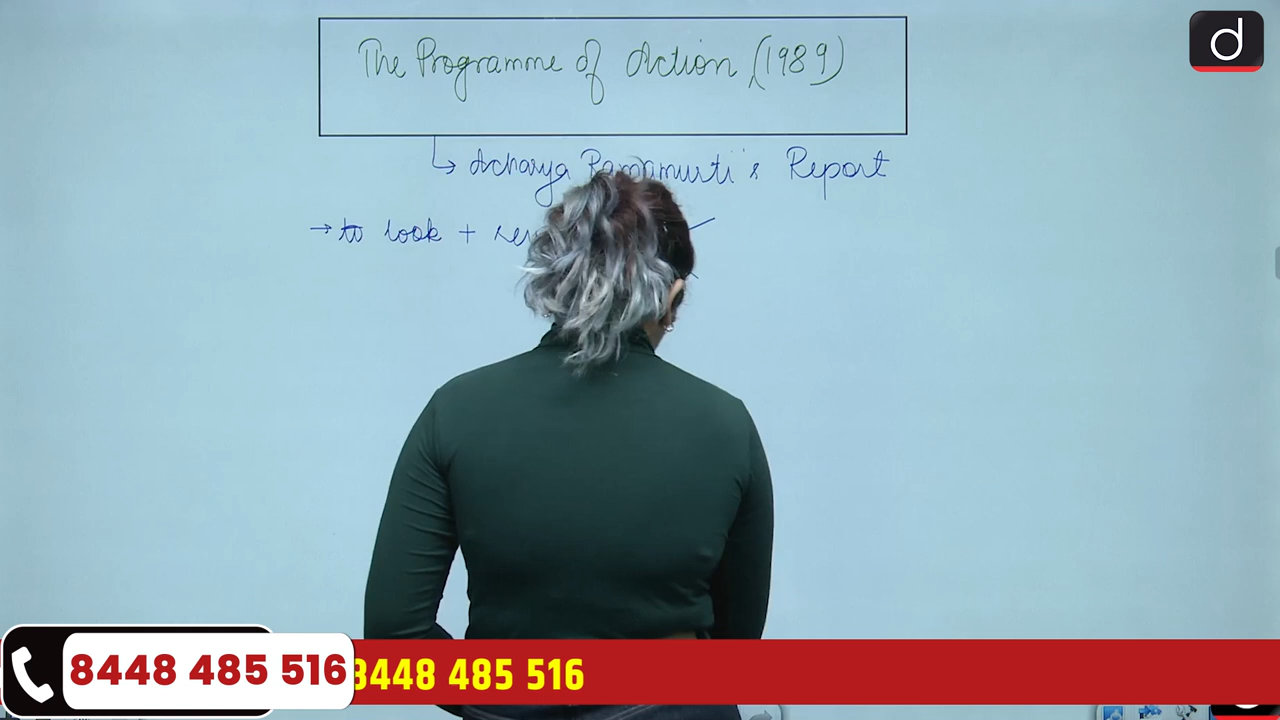 The Programme of Action, (1989)
d
↳ Acharya Ramamurti's Report
→ to look +
8448 485 516
8448 485 516